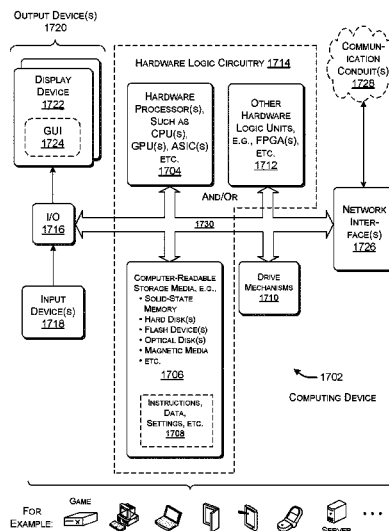 OUTPUT DEVICE(S)
1720
DISPLAY
DEVICE
1722
GUI
1724
I/O
1716
INPUT
DEVICE(S)
1718
HARDWARE LOGIC CIRCUITRY 1714
HARDWARE
PROCESSOR(S),
SUCH AS
CPU(S),
GPU(S), ASIC(S)
ETC.
1704
OTHER
HARDWARE
LOGIC UNITS,
E.G., FPGA(S),
ETC.
1712
AND/OR
1730
COMPUTER-READABLE
STORAGE MEDIA, E.G.,
• SOLID-STATE
MEMORY
• HARD DISK(S)
• FLASH DEVICE(S)
• OPTICAL DISK(S)
• MAGNETIC MEDIA
• ETC.
1706
INSTRUCTIONS,
DATA,
SETTINGS, ETC.
1708
DRIVE
MECHANISMS
1710
COMMUNI-
CATION
CONDUIT(S)
1728
NETWORK
INTER-
FACE(S)
1726
1702
COMPUTING DEVICE
FOR
EXAMPLE:
GAME
SERVER
• • •